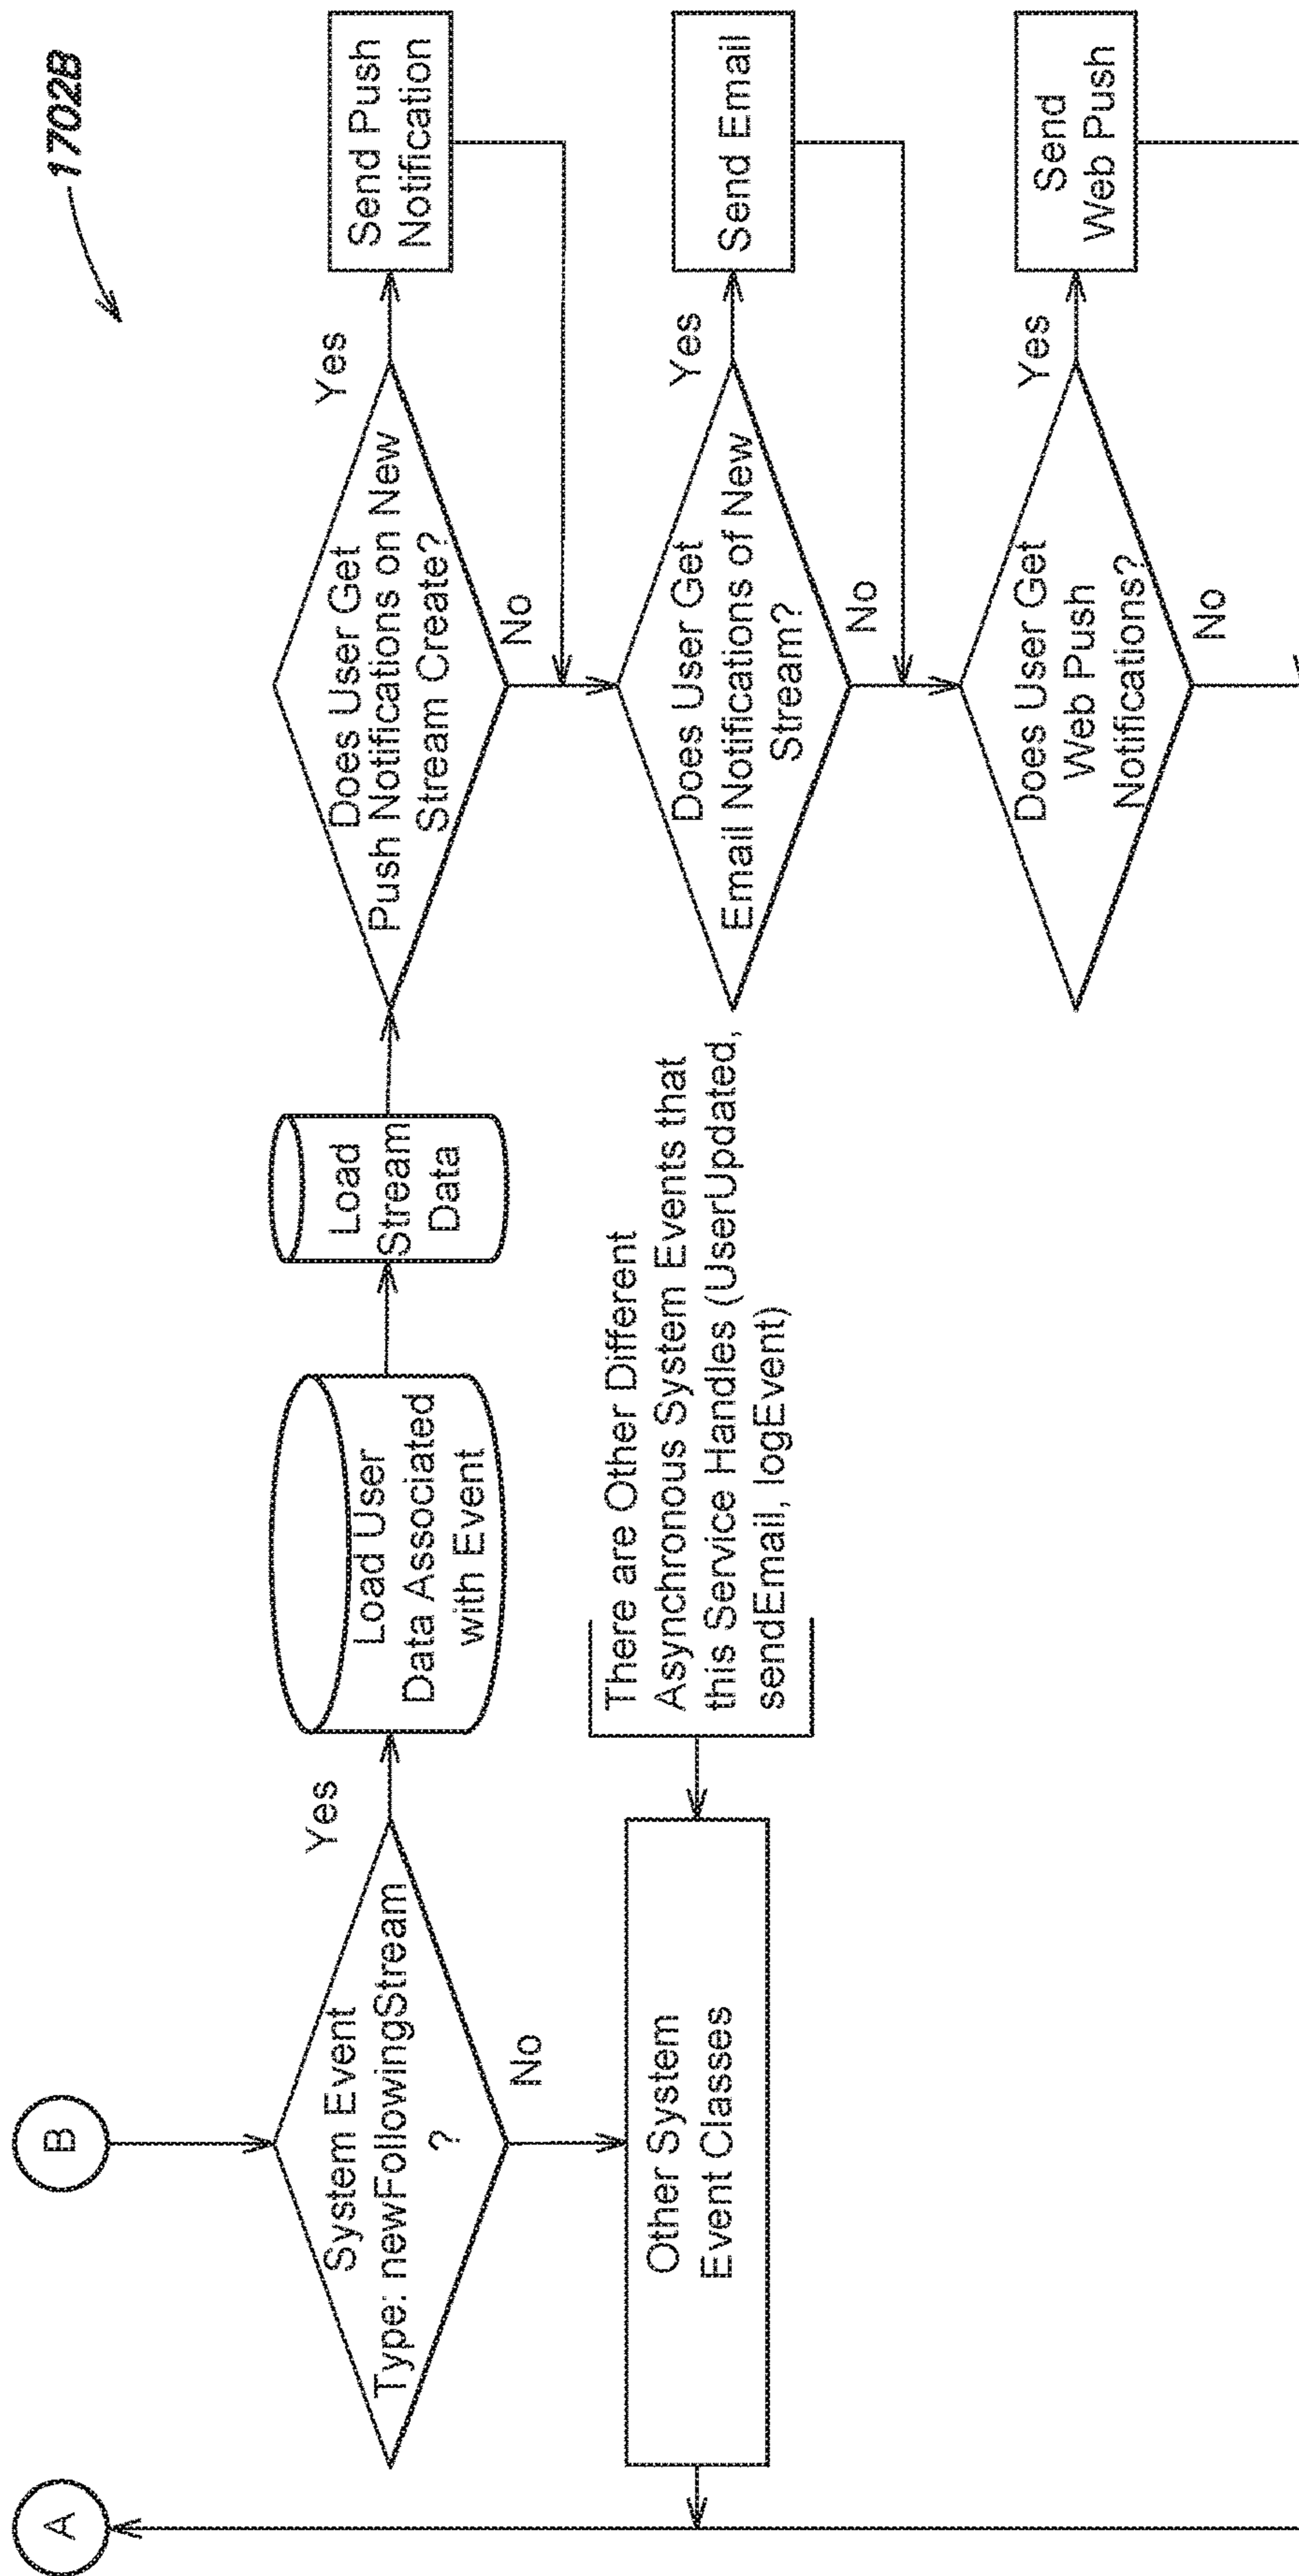 1702B
A
B
System Event
Type: newFollowingStream
?
Yes
No
Load User
Data Associated
with Event
Load
Stream
Data
Does User Get
Push Notifications on New
Stream Create?
Yes
No
Send Push
Notification
Other System
Event Classes
There are Other Different
Asynchronous System Events that
this Service Handles (UserUpdated,
sendEmail, logEvent)
Does User Get
Email Notifications of New
Stream?
Yes
No
Send Email
Does User Get
Web Push
Notifications?
Yes
No
Send
Web Push